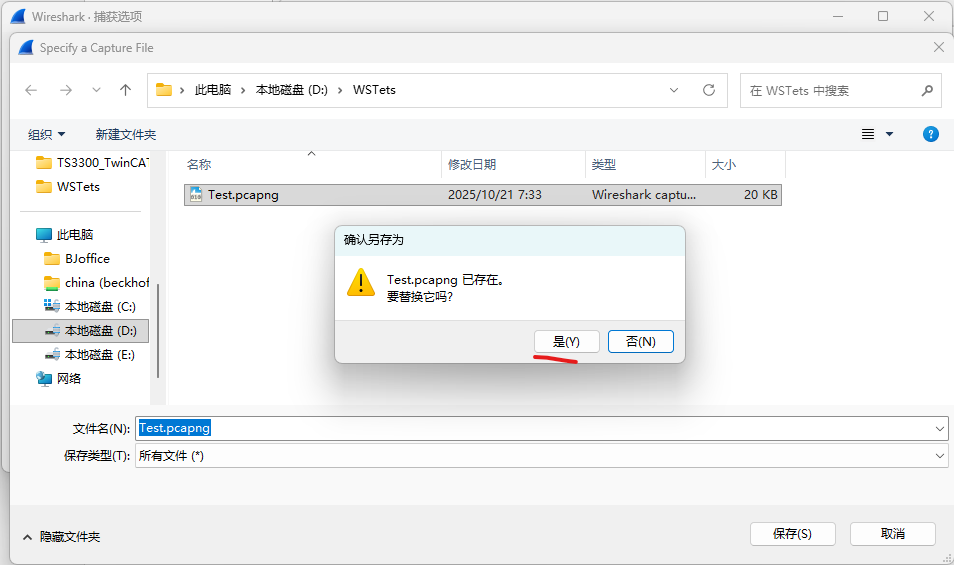 Wireshark · 捕获选项
Specify a Capture File
此电脑 › 本地磁盘 (D:) › WSTets
在 WSTets 中搜索
组织 新建文件夹
名称 修改日期 类型 大小
TS3300_TwinCAT
WSTets
Test.pcapng 2025/10/21 7:33 Wireshark captu... 20 KB
此电脑
BJoffice
china (beckhof
本地磁盘 (C:)
本地磁盘 (D:)
本地磁盘 (E:)
网络
确认另存为
Test.pcapng 已存在。
要替换它吗?
是(Y) 否(N)
文件名(N): Test.pcapng
保存类型(T): 所有文件 (*)
隐藏文件夹 保存(S) 取消